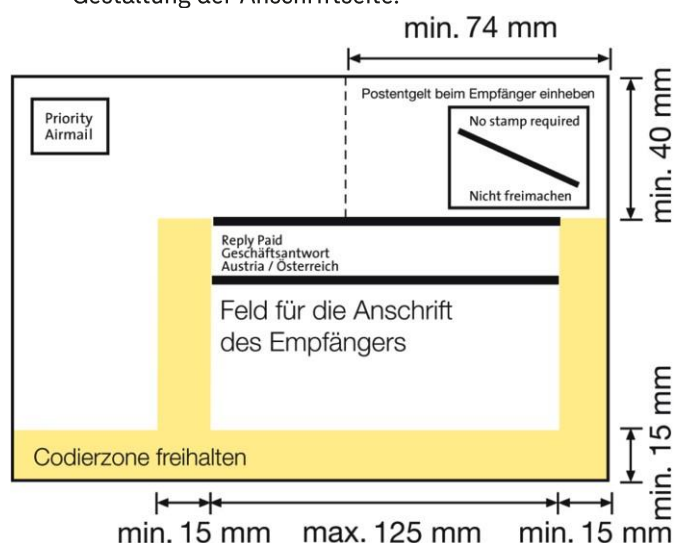 Gestaltung der Anschriftseite:
min. 74 mm
Postentgelt beim Empfänger einheben
Priority
Airmail
No stamp required
Nicht freimachen
min. 40 mm
Reply Paid
Geschäftsantwort
Austria / Österreich
Feld für die Anschrift
des Empfängers
Codierzone freihalten
min. 15 mm
min. 15 mm
max. 125 mm
min. 15 mm